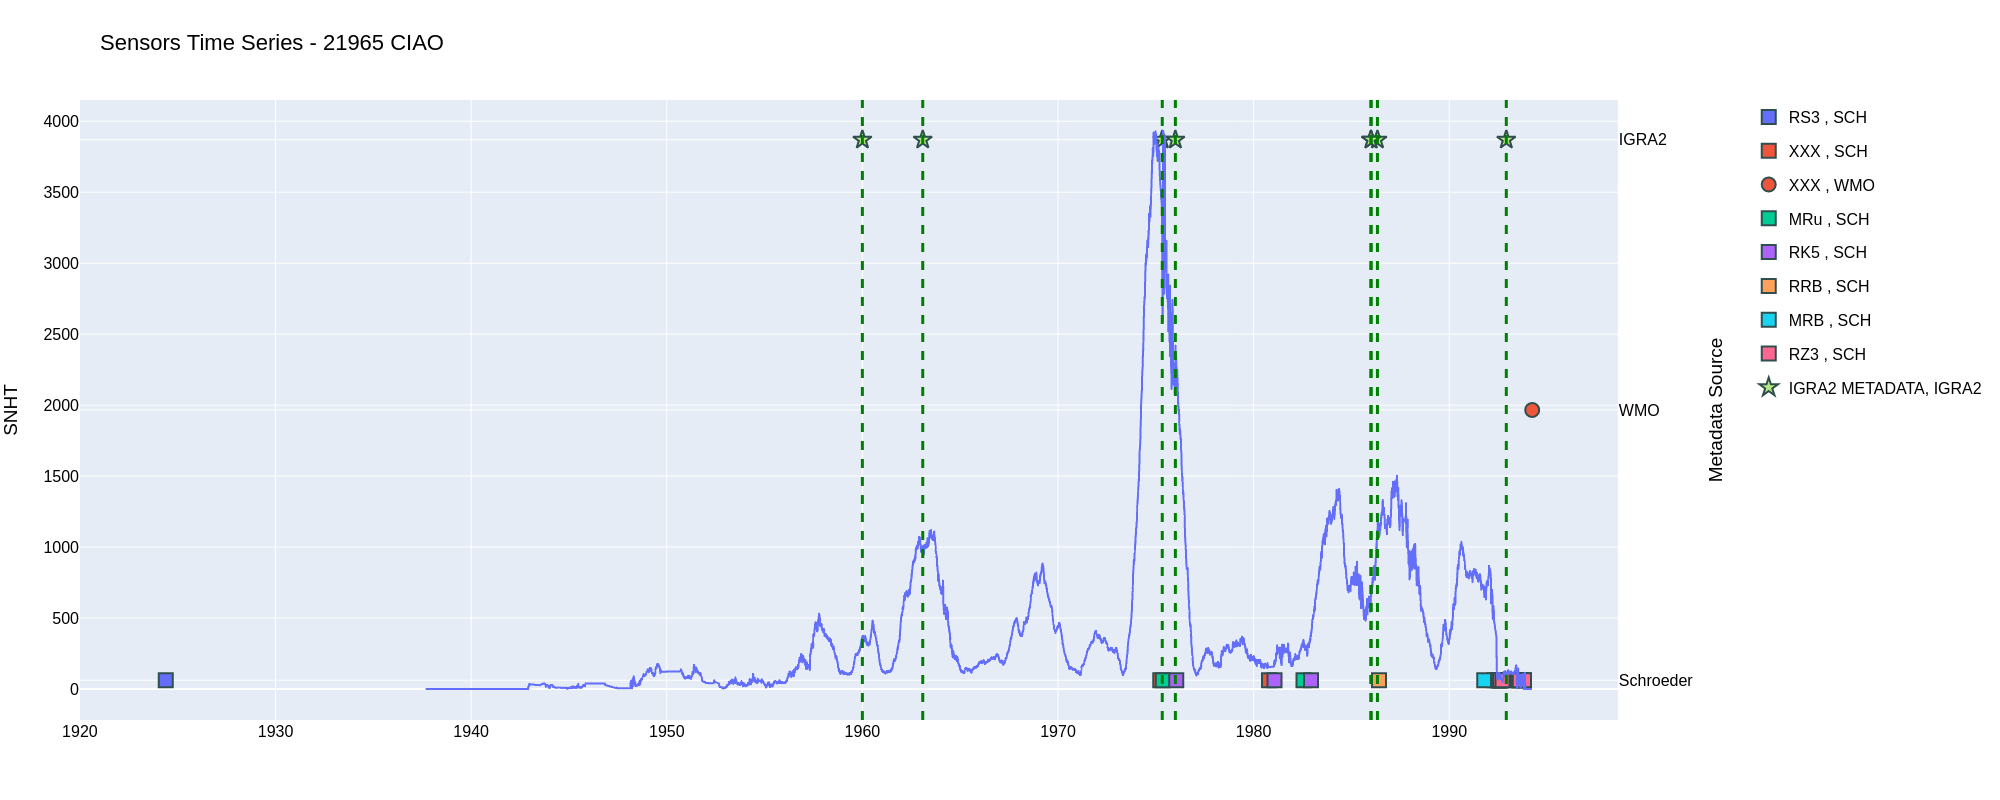 Sensors Time Series - 21965 CIAO
SNHT
4000
3500
3000
2500
2000
1500
1000
500
0
1920
1930
1940
1950
1960
1970
1980
1990
IGRA2
WMO
Schroeder
Metadata Source
RS3 , SCH
XXX , SCH
XXX , WMO
MRu , SCH
RK5 , SCH
RRB , SCH
MRB , SCH
RZ3 , SCH
IGRA2 METADATA, IGRA2